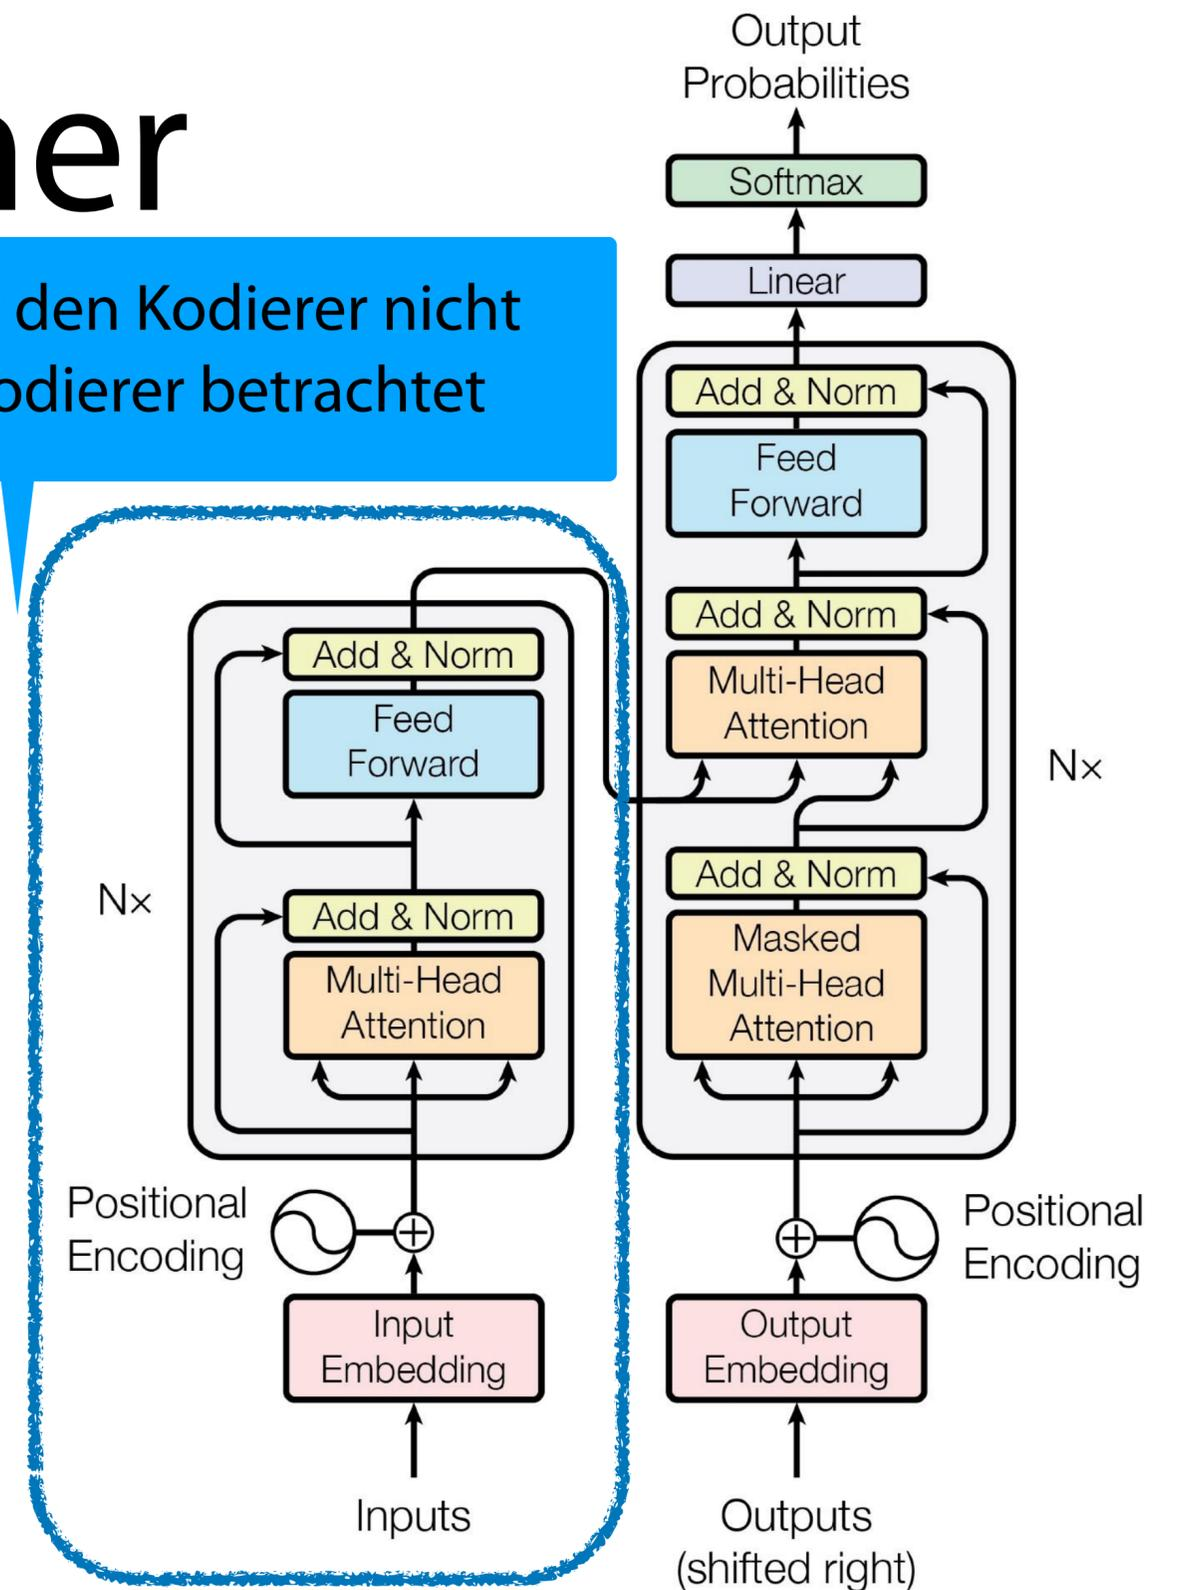 ner
den Kodierer nicht
odierer betrachtet
Output
Probabilities
Softmax
Linear
Add & Norm
Feed
Forward
Add & Norm
Multi-Head
Attention
Nx
Add & Norm
Masked
Multi-Head
Attention
Positional
Encoding
Output
Embedding
Outputs
(shifted right)
Add & Norm
Feed
Forward
Nx
Add & Norm
Multi-Head
Attention
Positional
Encoding
Input
Embedding
Inputs